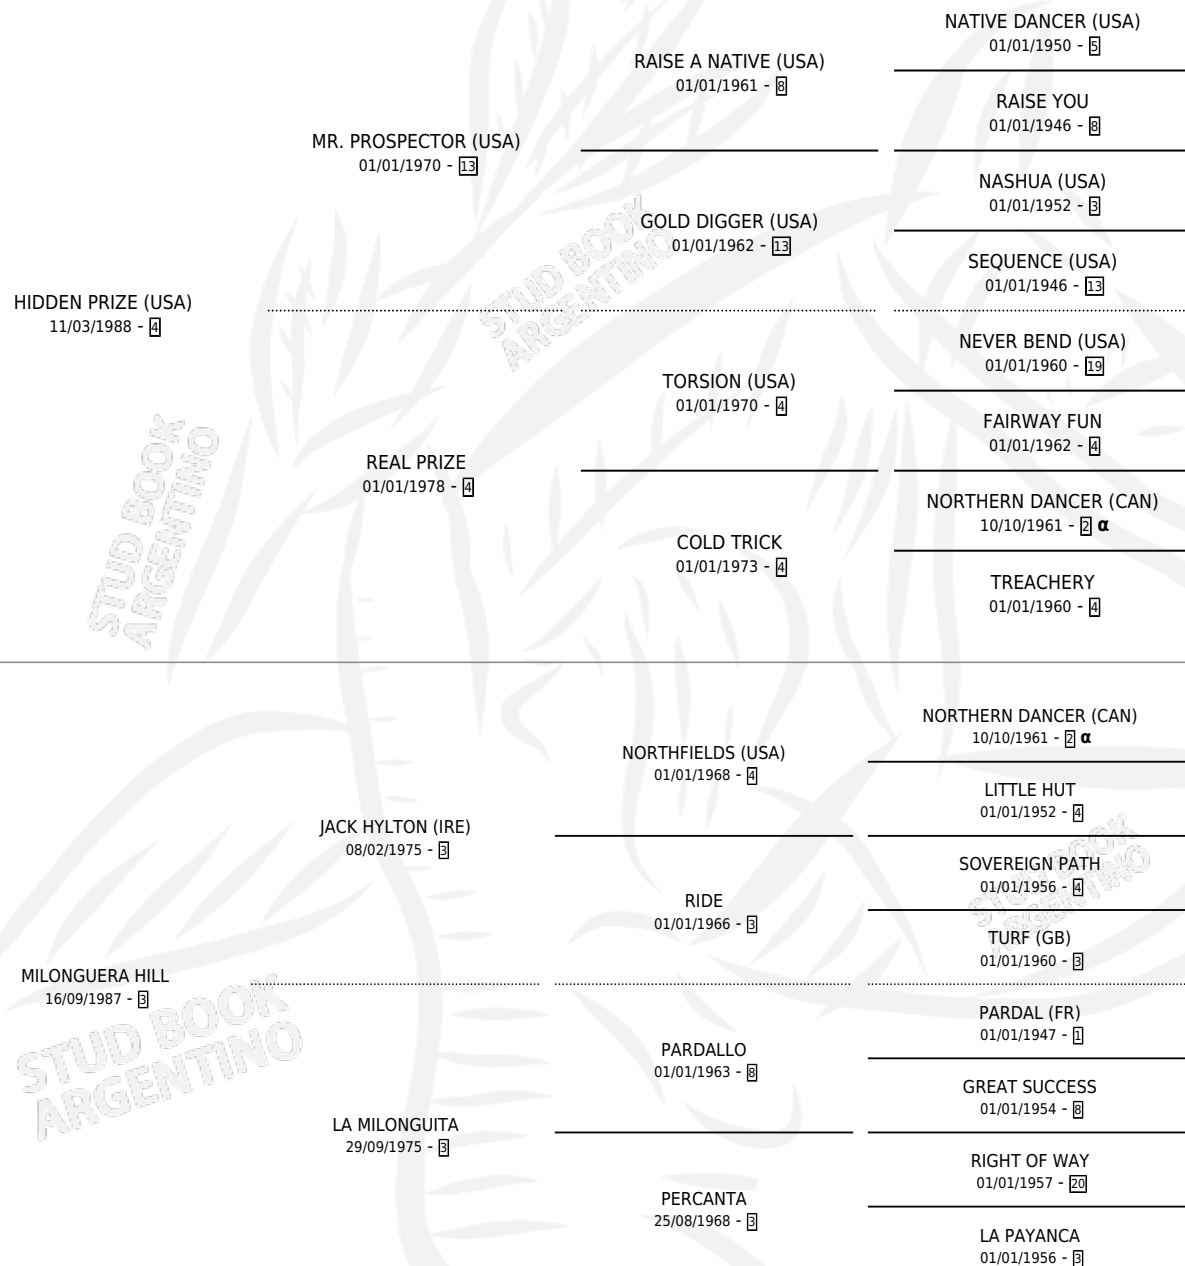 NATIVE DANCER (USA)
01/01/1950 - 5
RAISE A NATIVE (USA)
01/01/1961 - 8
RAISE YOU
01/01/1946 - 8
MR. PROSPECTOR (USA)
01/01/1970 - 13
NASHUA (USA)
01/01/1952 - 3
GOLD DIGGER (USA)
01/01/1962 - 13
SEQUENCE (USA)
01/01/1946 - 13
HIDDEN PRIZE (USA)
11/03/1988 - 4
NEVER BEND (USA)
01/01/1960 - 19
TORSION (USA)
01/01/1970 - 4
FAIRWAY FUN
01/01/1962 - 4
REAL PRIZE
01/01/1978 - 4
NORTHERN DANCER (CAN)
10/10/1961 - 2 α
COLD TRICK
01/01/1973 - 4
TREACHERY
01/01/1960 - 4
STUD BOOK
ARGENTINO
STUD BOOK
ARGENTINO
NORTHERN DANCER (CAN)
10/10/1961 - 2 α
NORTHFIELDS (USA)
01/01/1968 - 4
LITTLE HUT
01/01/1952 - 4
JACK HYLTON (IRE)
08/02/1975 - 3
SOVEREIGN PATH
01/01/1956 - 4
RIDE
01/01/1966 - 3
TURF (GB)
01/01/1960 - 3
MILONGUERA HILL
16/09/1987 - 3
PARDAL (FR)
01/01/1947 - 1
PARDALLO
01/01/1963 - 8
GREAT SUCCESS
01/01/1954 - 8
LA MILONGUITA
29/09/1975 - 3
RIGHT OF WAY
01/01/1957 - 20
PERCANTA
25/08/1968 - 3
LA PAYANCA
01/01/1956 - 3
STUD BOOK
ARGENTINO
STUD BOOK
ARGENTINO